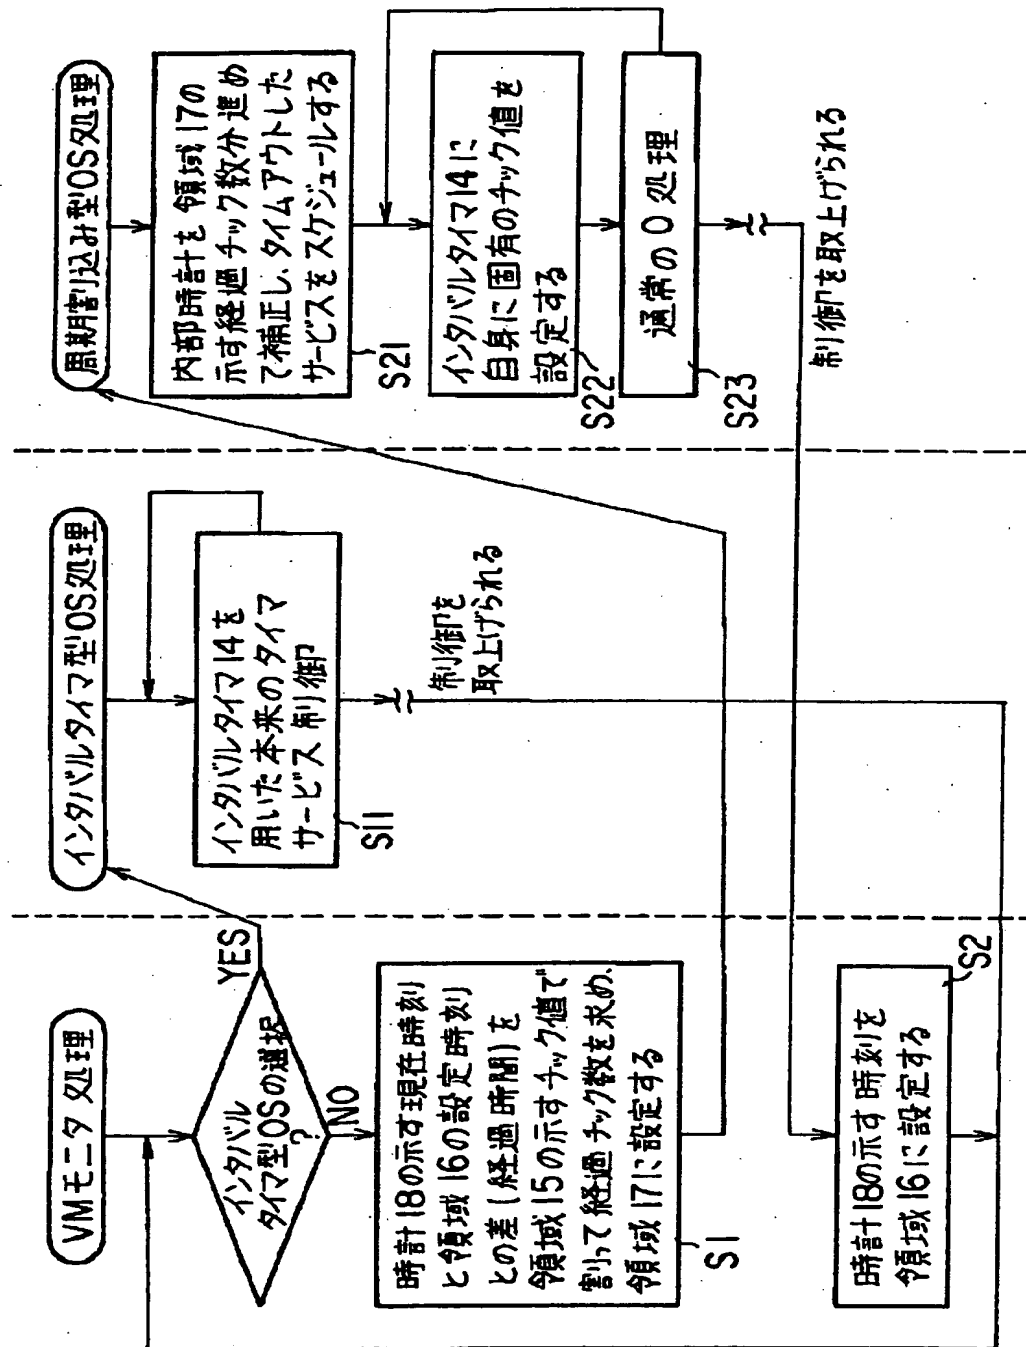 VMモニタ処理
インタバル
タイマ型OSの選択
?
YES
NO
時計18の示す現在時刻
と領域16の設定時刻
との差(経過時間)を
領域15の示すチック値で
割って経過チック数を求め、
領域17に設定する
S1
時計18の示す時刻を
領域16に設定する
S2
インタバルタイマ型OS処理
インタバルタイマ14を
用いた本来のタイマ
サービス制御
S11
制御を
取上げられる
周期割り込み型OS処理
内部時計を領域17の
示す経過チック数分進め
て補正し、タイムアウトした
サービスをスケジュールする
S21
インタバルタイマ14に
自身に固有のチック値を
設定する
S22
通常のO処理
S23
制御を取上げられる